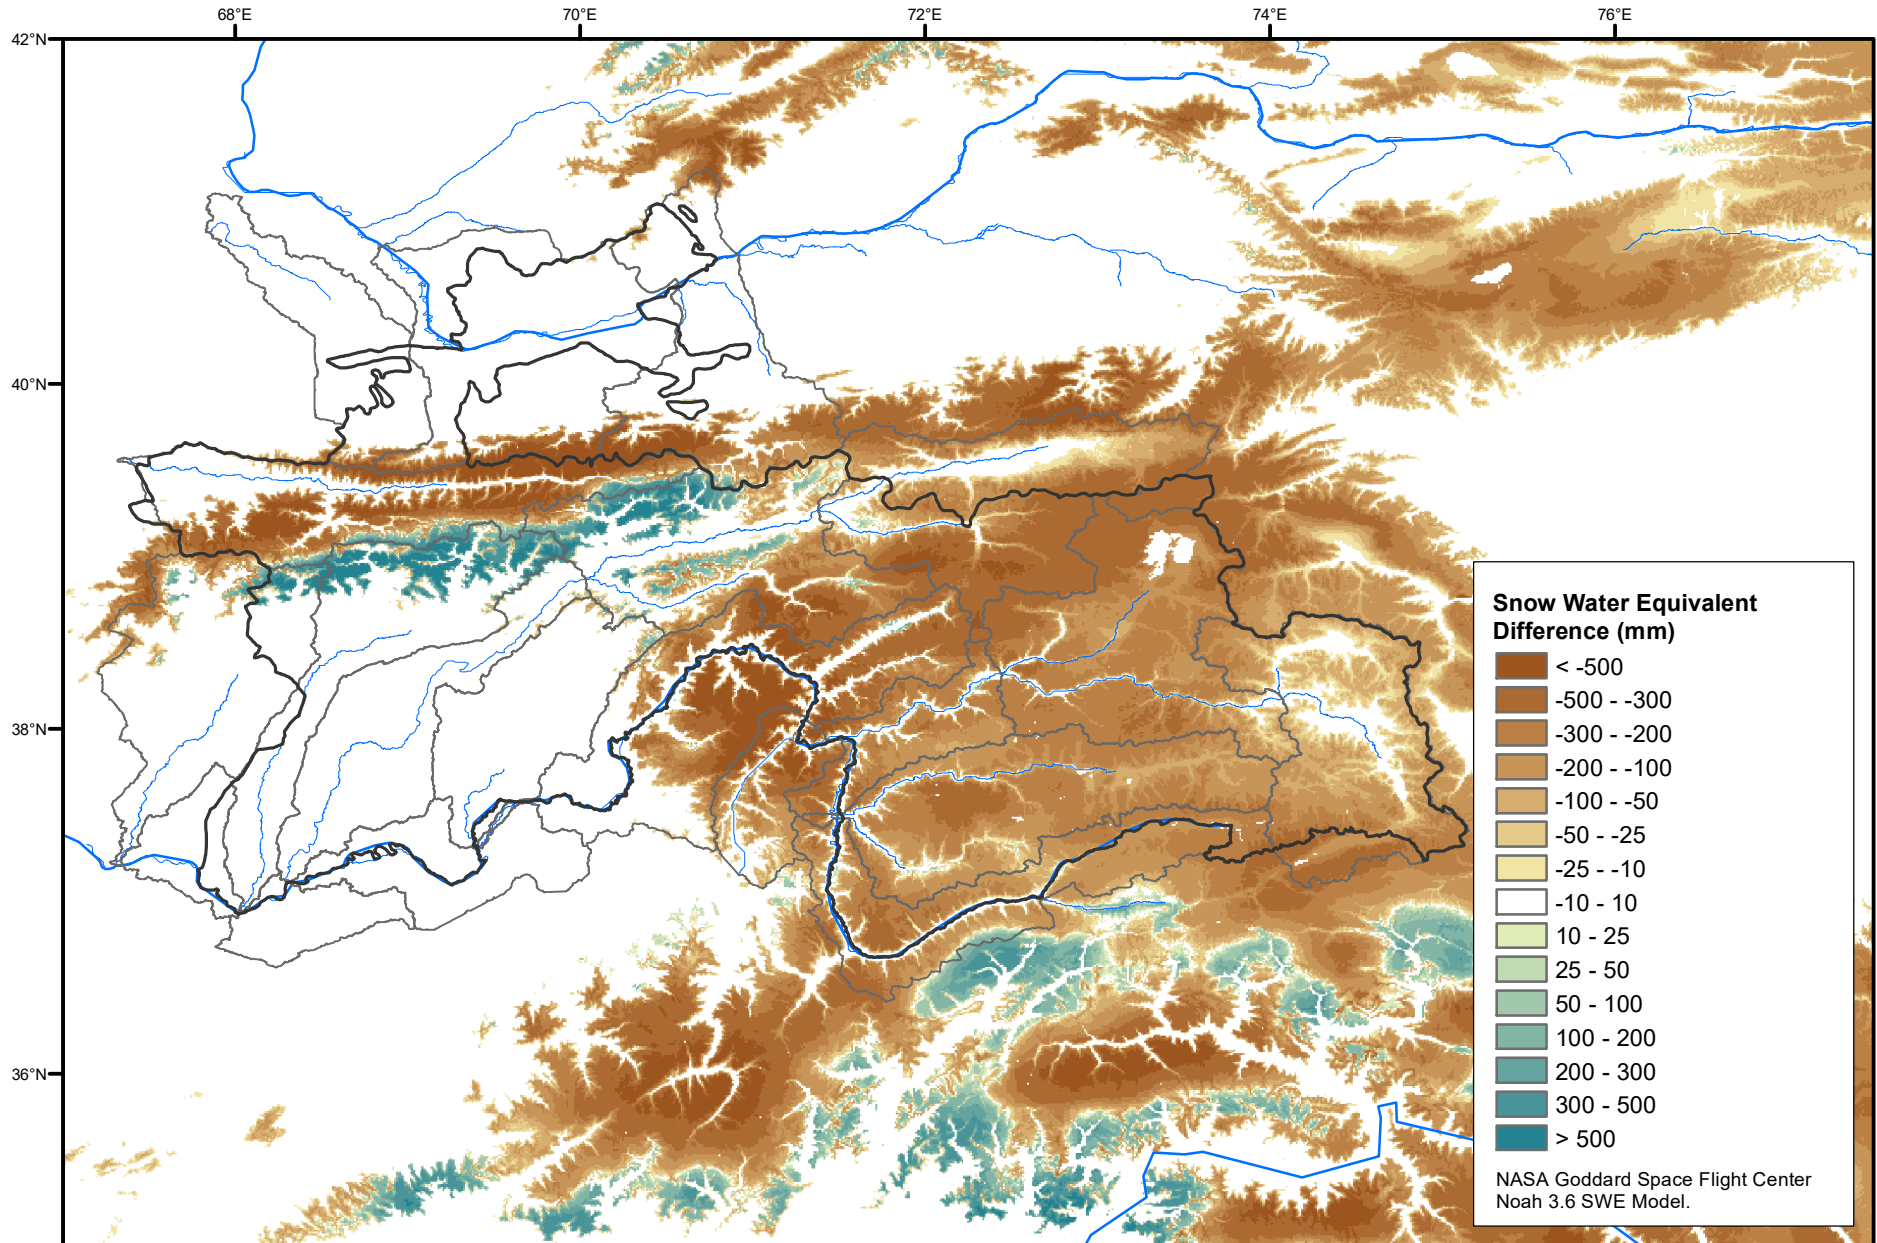 68°E 70°E 72°E 74°E 76°E
42°N
40°N
38°N
36°N
Snow Water Equivalent
Difference (mm)
< -500
-500 - -300
-300 - -200
-200 - -100
-100 - -50
-50 - -25
-25 - -10
-10 - 10
10 - 25
25 - 50
50 - 100
100 - 200
200 - 300
300 - 500
> 500
NASA Goddard Space Flight Center
Noah 3.6 SWE Model.